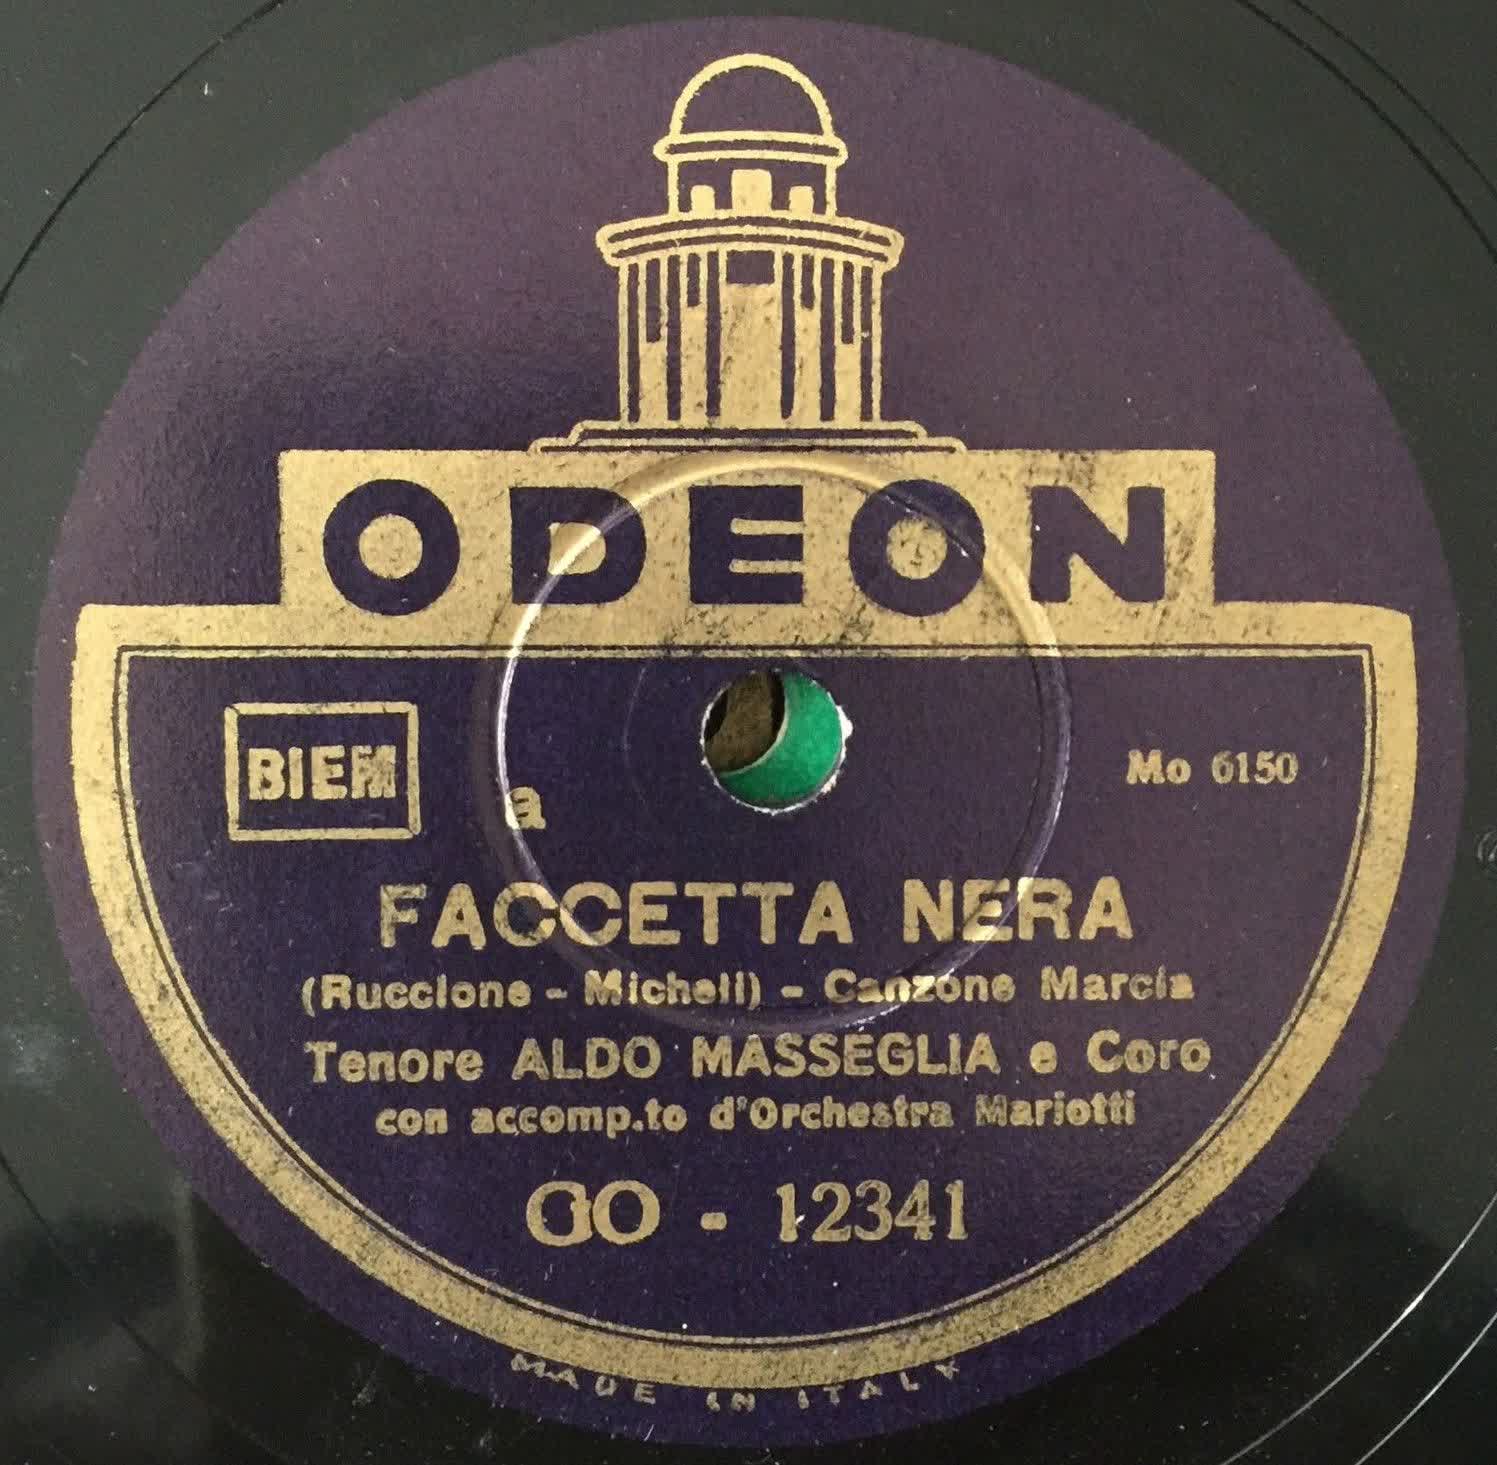 ODEON
BIEM
a
Mo 6150
FACCETTA NERA
(Ruccione - Micheli) - Canzone Marcia
Tenore ALDO MASSEGLIA e Coro
con accomp.to d'Orchestra Mariotti
GO - 12341
MADE IN ITALY